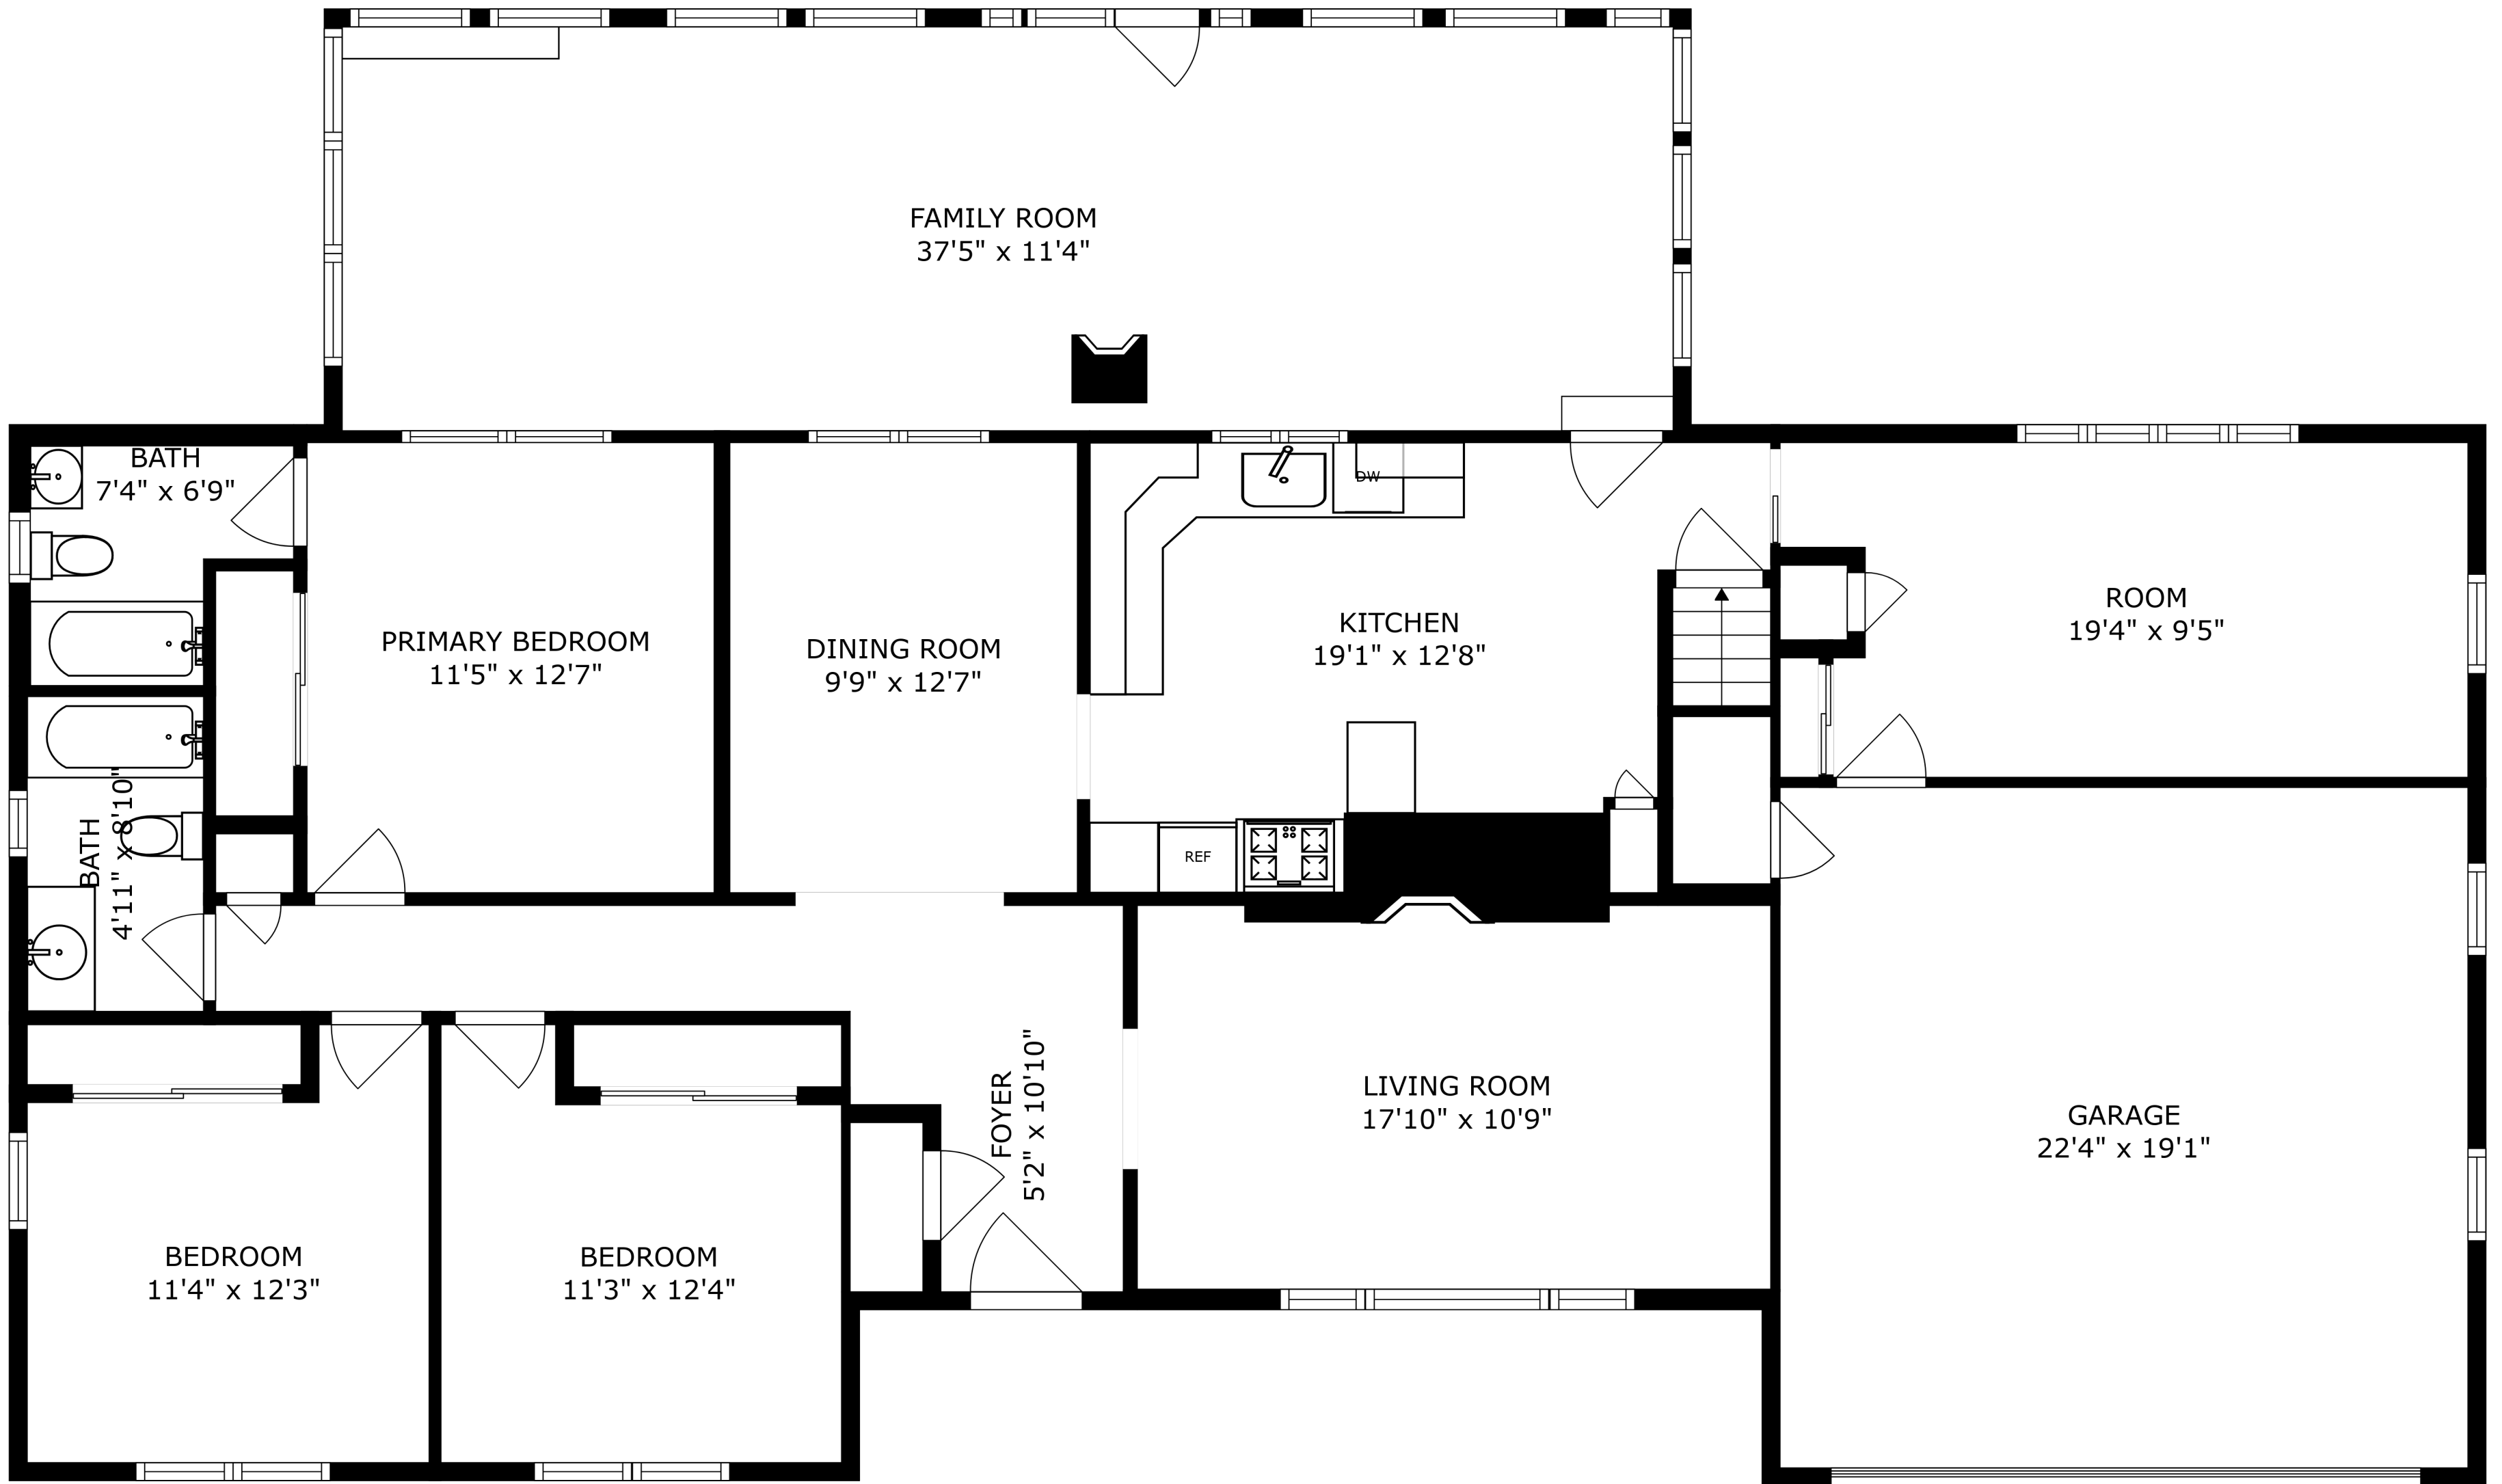 FAMILY ROOM
37'5" x 11'4"
BATH
7'4" x 6'9"
DW
PRIMARY BEDROOM
11'5" x 12'7"
DINING ROOM
9'9" x 12'7"
KITCHEN
19'1" x 12'8"
ROOM
19'4" x 9'5"
BATH
4'11" x 8'10"
REF
FOYER
5'2" x 10'10"
LIVING ROOM
17'10" x 10'9"
GARAGE
22'4" x 19'1"
BEDROOM
11'4" x 12'3"
BEDROOM
11'3" x 12'4"